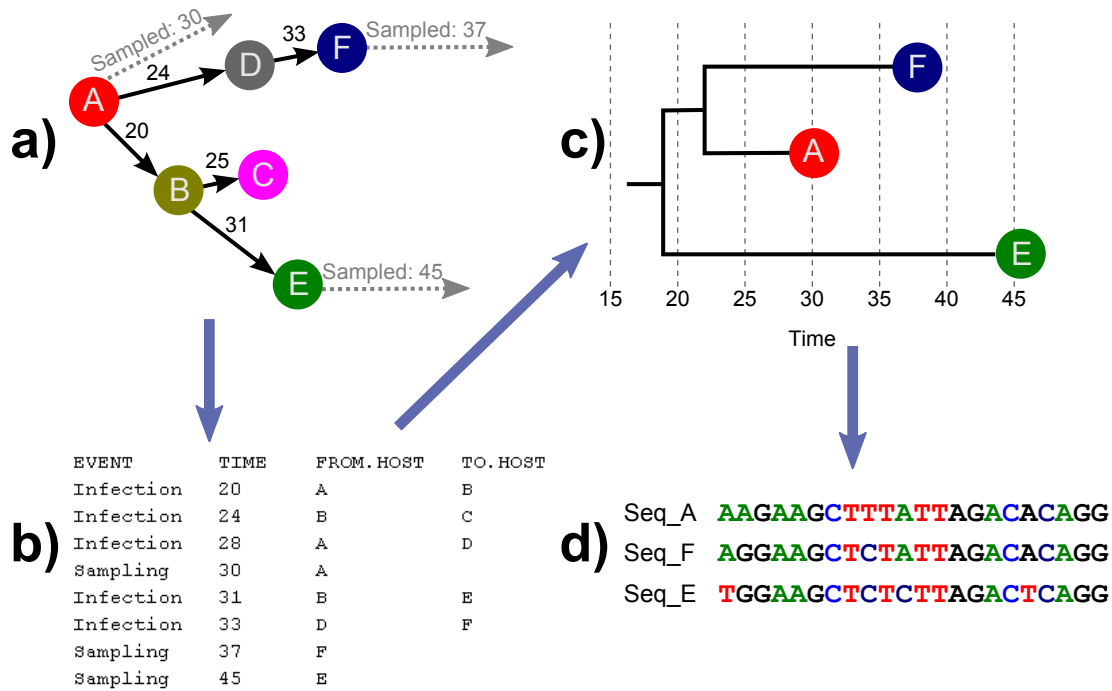 a)
Sampled: 30
24
33
Sampled: 37
A
D
F
20
B
25
C
31
E
Sampled: 45
b)
EVENT TIME FROM.HOST TO.HOST
Infection 20 A B
Infection 24 B C
Infection 28 A D
Sampling 30 A
Infection 31 B E
Infection 33 D F
Sampling 37 F
Sampling 45 E
c)
F
A
E
15 20 25 30 35 40 45
Time
d)
Seq_A AAGAAGCTTTATTAGACACAGG
Seq_F AGGAAGCTCTATTAGACACAGG
Seq_E TGGAAGCTCTCTTAGACTCAGG